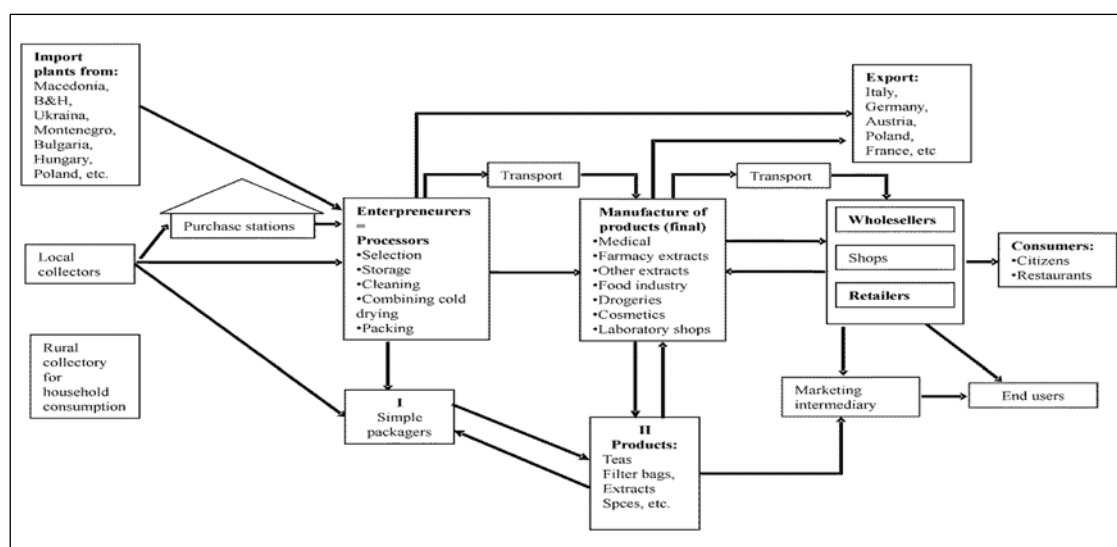 Import
plants from:
Macedonia,
B&H,
Ukraina,
Montenegro,
Bulgaria,
Hungary,
Poland, etc.
Export:
Italy,
Germany,
Austria,
Poland,
France, etc
Transport
Transport
Purchase stations
Local
collectors
Rural
collectory
for
household
consumption
Enterpreneurers
=
Processors
•Selection
•Storage
•Cleaning
•Combining cold
drying
•Packing
Manufacture of
products (final)
•Medical
•Farmacy extracts
•Other extracts
•Food industry
•Drogeries
•Cosmetics
•Laboratory shops
Wholesellers
Shops
Retailers
Consumers:
•Citizens
•Restaurants
I
Simple
packagers
II
Products:
Teas
Filter bags,
Extracts
Spces, etc.
Marketing
intermediary
End users